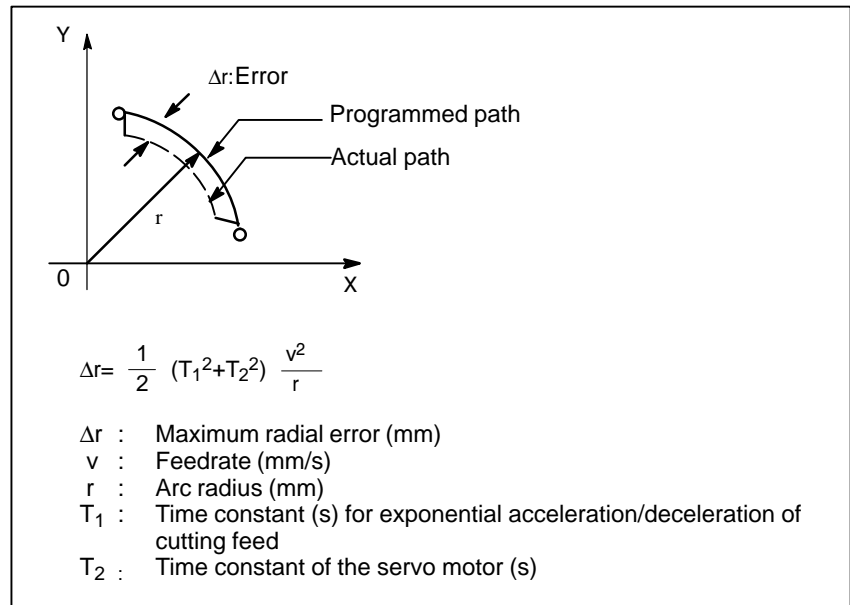 Y
Δr:Error
Programmed path
Actual path
r
0
X
Δr= 1/2 (T₁²+T₂²) v²/r
Δr : Maximum radial error (mm)
v : Feedrate (mm/s)
r : Arc radius (mm)
T₁ : Time constant (s) for exponential acceleration/deceleration of
cutting feed
T₂ : Time constant of the servo motor (s)